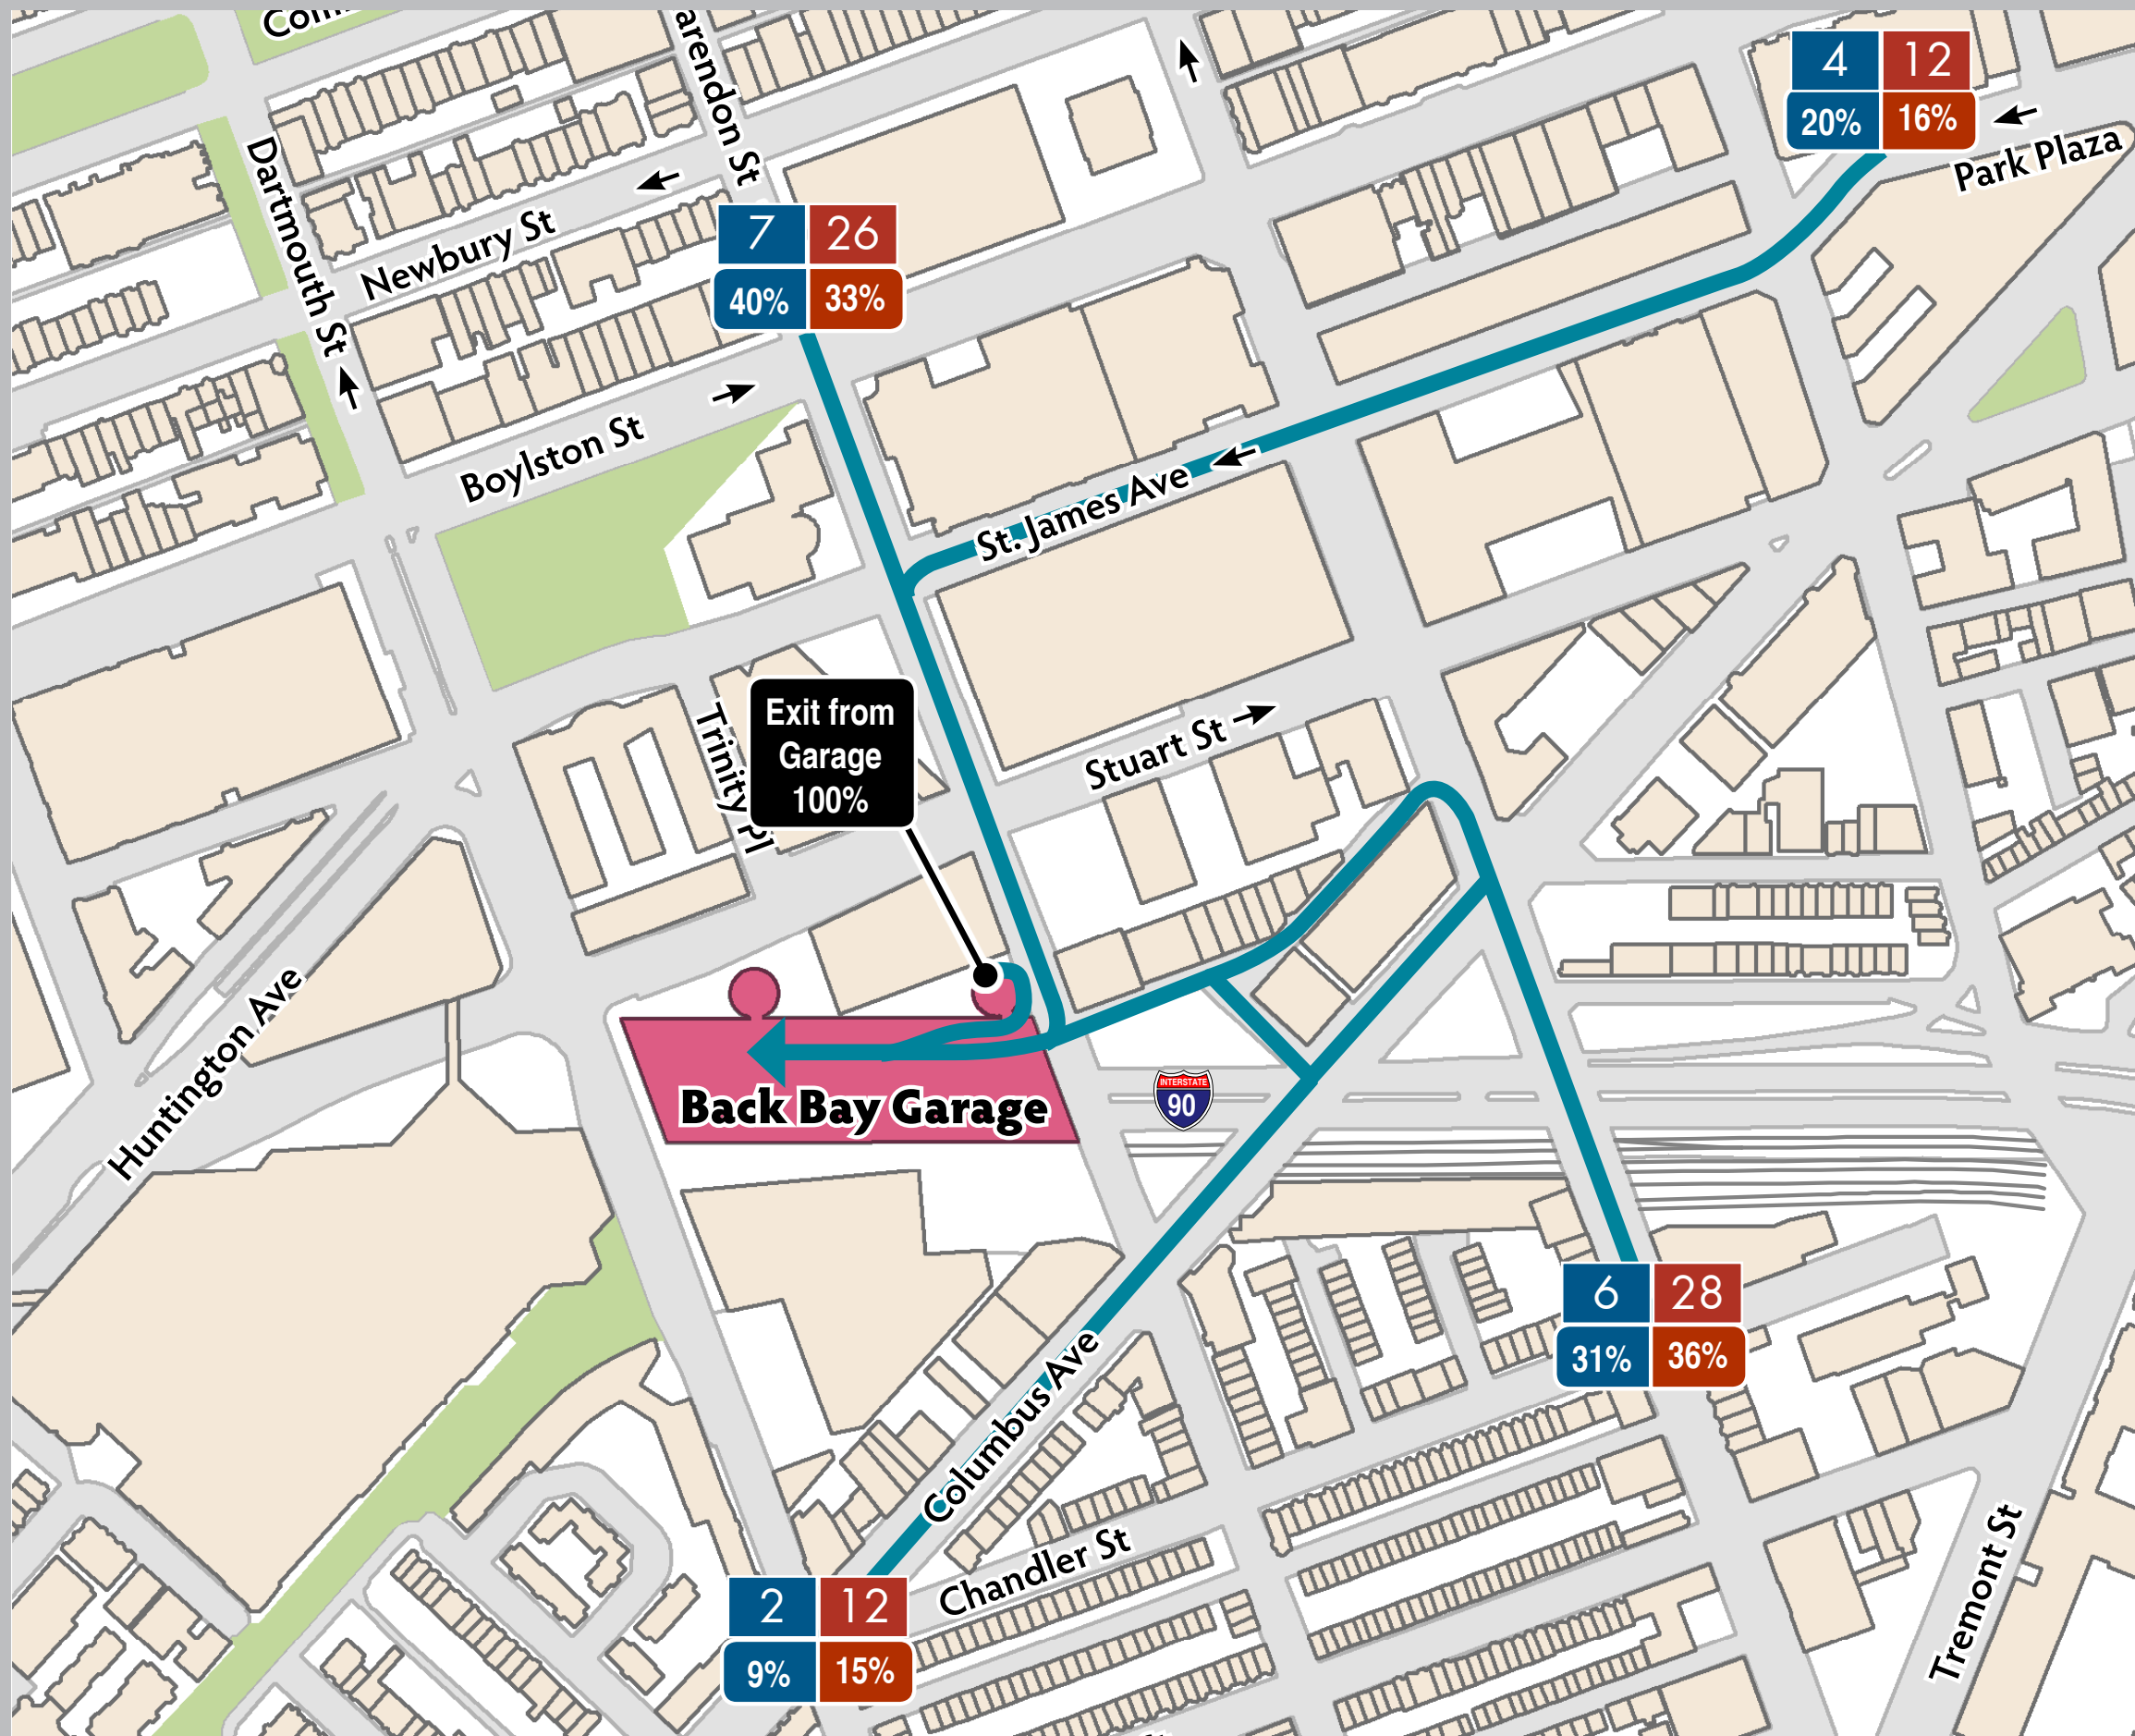 4 12
20% 16%
Park Plaza
Dartmouth St
Newbury St
7 26
40% 33%
Boylston St
St. James Ave
Exit from
Garage
100%
Trinity Pl
Stuart St
Huntington Ave
Back Bay Garage
INTERSTATE
90
6 28
31% 36%
Columbus Ave
Chandler St
2 12
9% 15%
Tremont St